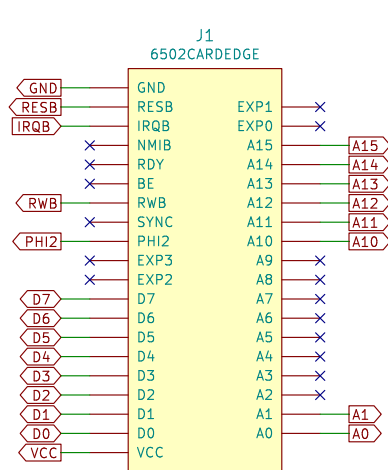 J1
6502CARDEDGE
GND GND
RESB RESB EXP1
IRQB IRQB EXP0
NMIB A15 A15
RDY A14 A14
BE A13 A13
RWB RWB A12 A12
SYNC A11 A11
PHI2 PHI2 A10 A10
EXP3 A9
EXP2 A8
D7 D7 A7
D6 D6 A6
D5 D5 A5
D4 D4 A4
D3 D3 A3
D2 D2 A2
D1 D1 A1 A1
D0 D0 A0 A0
VCC VCC